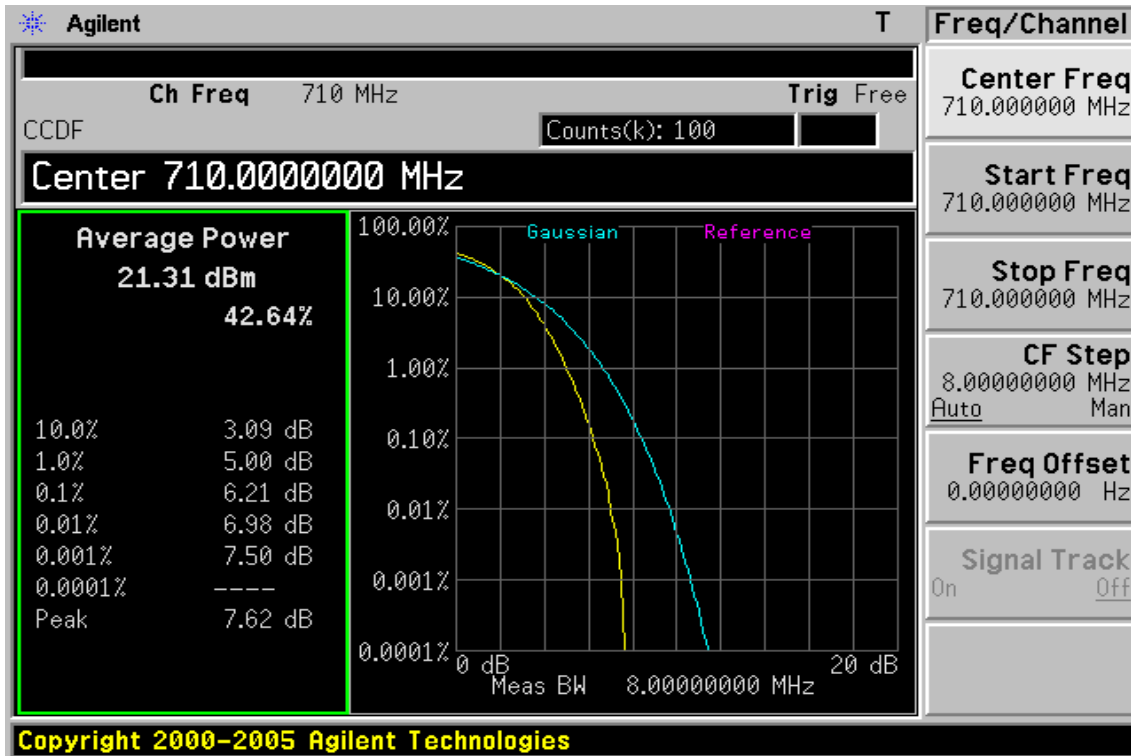 Agilent T
Ch Freq 710 MHz Trig Free
CCDF Counts(k): 100
Center 710.0000000 MHz
Average Power
21.31 dBm
42.64%
10.0% 3.09 dB
1.0% 5.00 dB
0.1% 6.21 dB
0.01% 6.98 dB
0.001% 7.50 dB
0.0001% ----
Peak 7.62 dB
Gaussian Reference
100.00%
10.00%
1.00%
0.10%
0.01%
0.001%
0.0001%
0 dB 20 dB
Meas BW 8.00000000 MHz
Freq/Channel
Center Freq
710.000000 MHz
Start Freq
710.000000 MHz
Stop Freq
710.000000 MHz
CF Step
8.00000000 MHz
Auto Man
Freq Offset
0.00000000 Hz
Signal Track
On Off
Copyright 2000-2005 Agilent Technologies